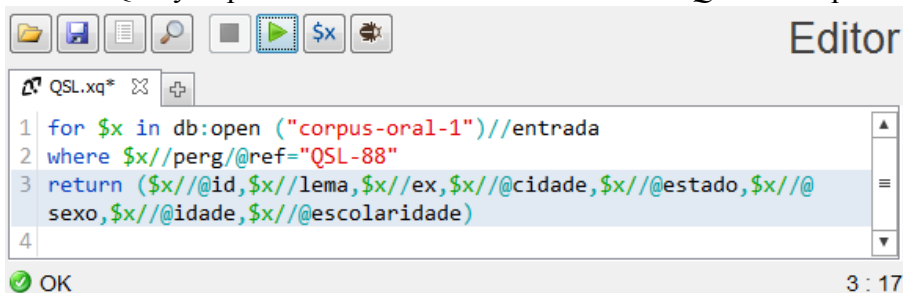 $x
Editor
QSL.xq*
1 for $x in db:open ("corpus-oral-1")//entrada
2 where $x//perg/@ref="QSL-88"
3 return ($x//@id,$x//lema,$x//ex,$x//@cidade,$x//@estado,$x//@
sexo,$x//@idade,$x//@escolaridade)
4
OK
3 : 17